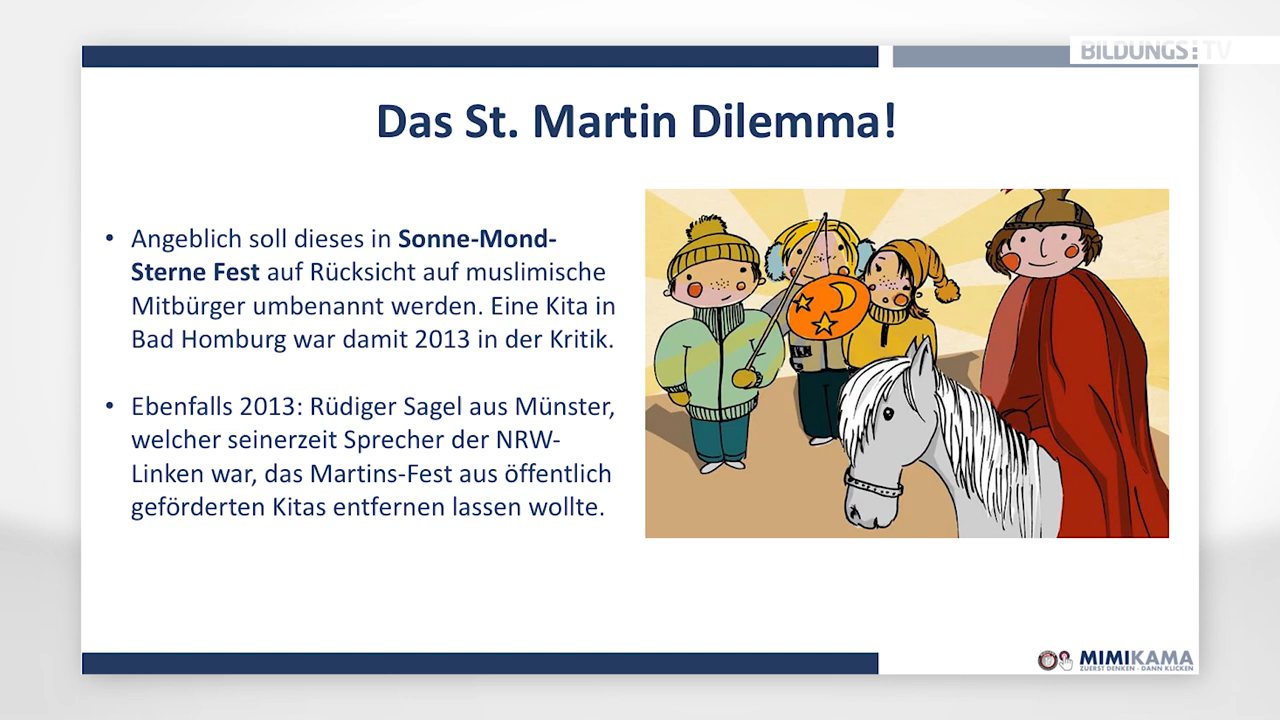 BILDUNGS:TV
Das St. Martin Dilemma!
• Angeblich soll dieses in Sonne-Mond-
Sterne Fest auf Rücksicht auf muslimische
Mitbürger umbenannt werden. Eine Kita in
Bad Homburg war damit 2013 in der Kritik.
• Ebenfalls 2013: Rüdiger Sagel aus Münster,
welcher seinerzeit Sprecher der NRW-
Linken war, das Martins-Fest aus öffentlich
geförderten Kitas entfernen lassen wollte.
MIMIKAMA
ZUERST DENKEN - DANN KLICKEN